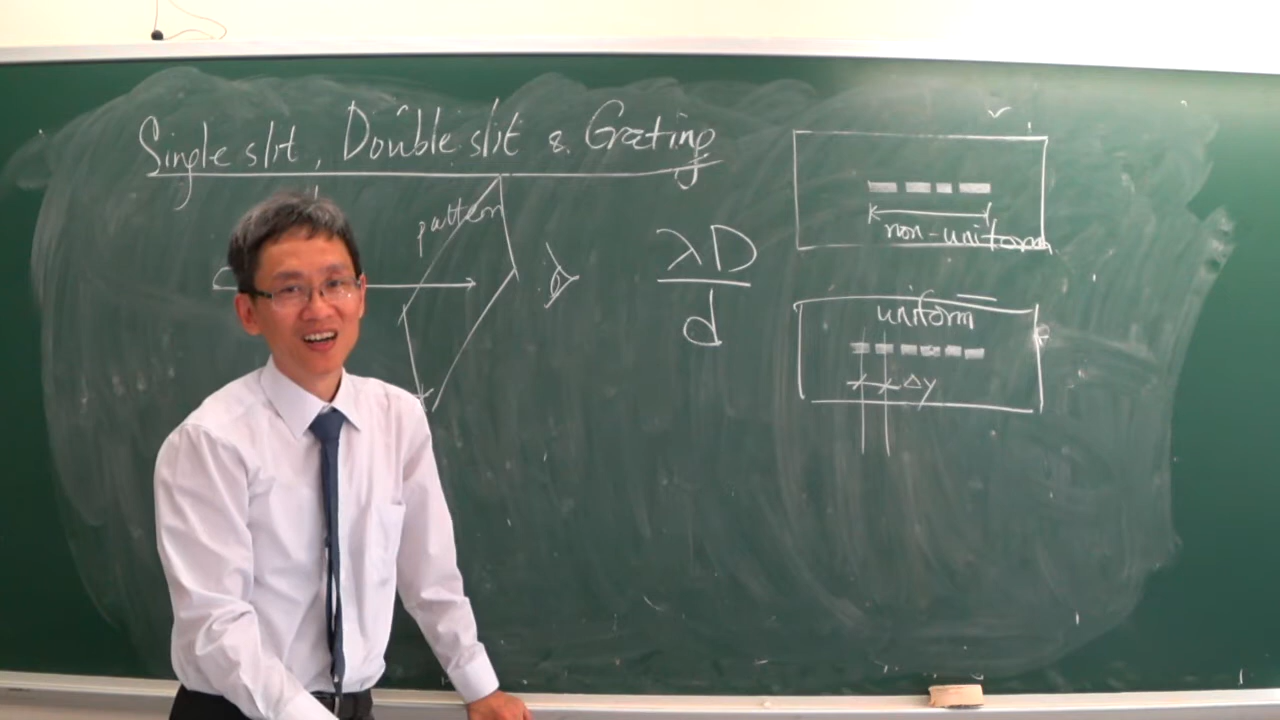 Single slit, Double slit & Grating
pattern
λD
d
non-uniform
uniform
Δy